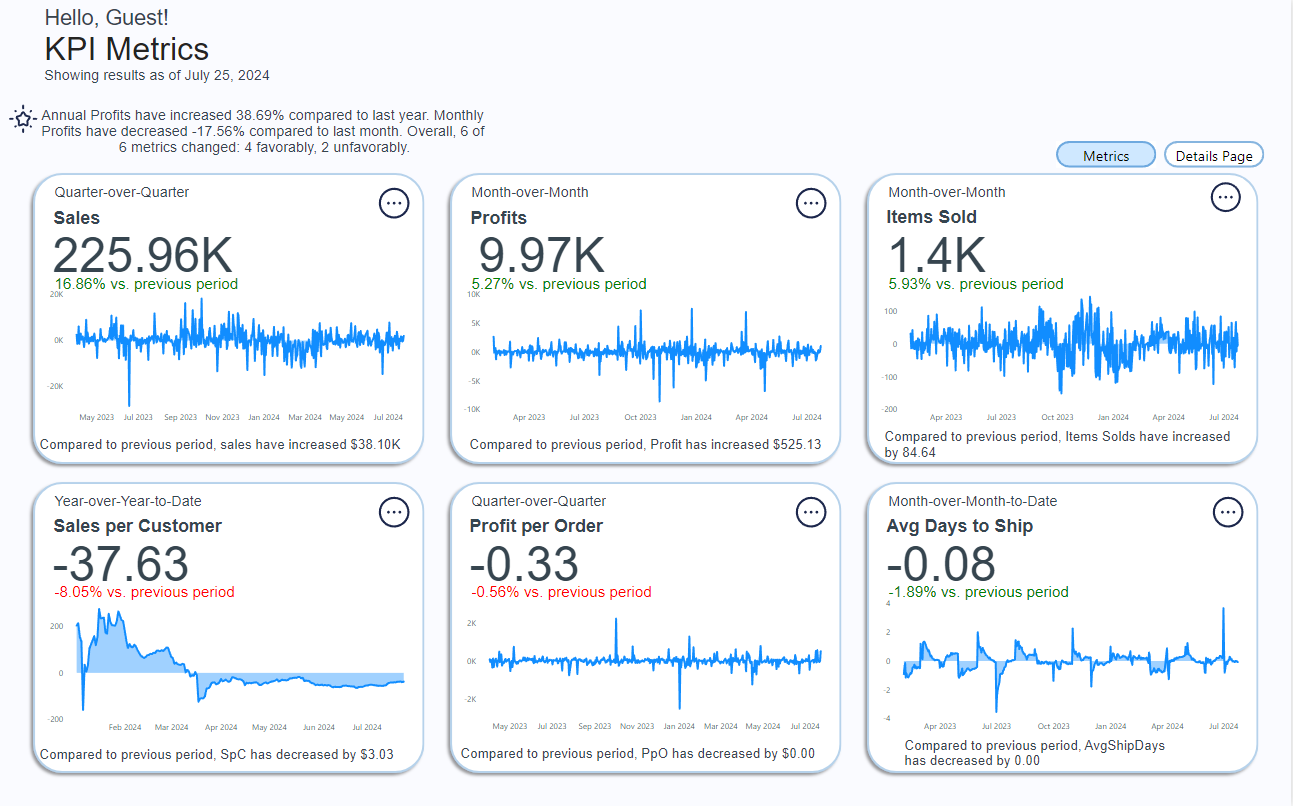 Hello, Guest!
KPI Metrics
Showing results as of July 25, 2024
Annual Profits have increased 38.69% compared to last year. Monthly
Profits have decreased -17.56% compared to last month. Overall, 6 of
6 metrics changed: 4 favorably, 2 unfavorably.
Metrics
Details Page
Quarter-over-Quarter
Sales
225.96K
16.86% vs. previous period
20K
0K
-20K
May 2023 Jul 2023 Sep 2023 Nov 2023 Jan 2024 Mar 2024 May 2024 Jul 2024
Compared to previous period, sales have increased $38.10K
Month-over-Month
Profits
9.97K
5.27% vs. previous period
10K
5K
0K
-5K
-10K
Apr 2023 Jul 2023 Oct 2023 Jan 2024 Apr 2024 Jul 2024
Compared to previous period, Profit has increased $525.13
Month-over-Month
Items Sold
1.4K
5.93% vs. previous period
100
0
-100
-200
Apr 2023 Jul 2023 Oct 2023 Jan 2024 Apr 2024 Jul 2024
Compared to previous period, Items Solds have increased
by 84.64
Year-over-Year-to-Date
Sales per Customer
-37.63
-8.05% vs. previous period
200
0
-200
Feb 2024 Mar 2024 Apr 2024 May 2024 Jun 2024 Jul 2024
Compared to previous period, SpC has decreased by $3.03
Quarter-over-Quarter
Profit per Order
-0.33
-0.56% vs. previous period
2K
0K
-2K
May 2023 Jul 2023 Sep 2023 Nov 2023 Jan 2024 Mar 2024 May 2024 Jul 2024
Compared to previous period, PpO has decreased by $0.00
Month-over-Month-to-Date
Avg Days to Ship
-0.08
-1.89% vs. previous period
4
2
0
-2
-4
Apr 2023 Jul 2023 Oct 2023 Jan 2024 Apr 2024 Jul 2024
Compared to previous period, AvgShipDays
has decreased by 0.00